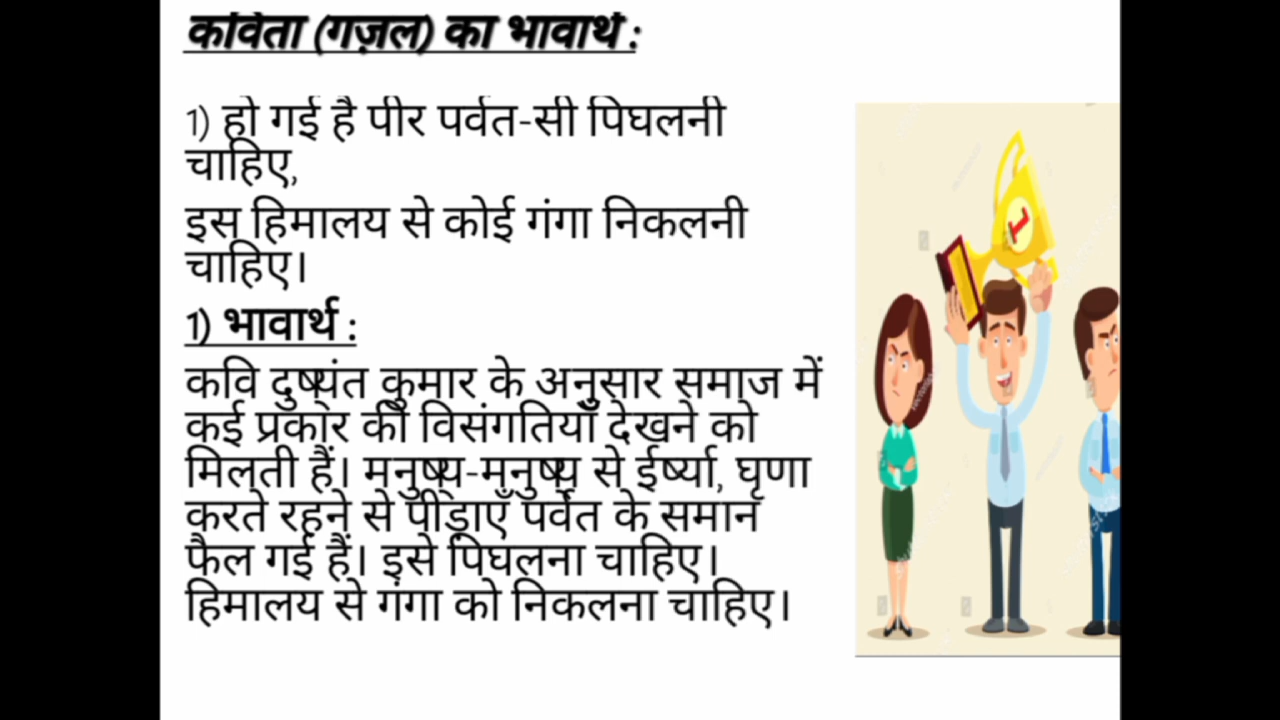 कविता (गज़ल) का भावार्थ :
1) हो गई है पीर पर्वत-सी पिघलनी
चाहिए,
इस हिमालय से कोई गंगा निकलनी
चाहिए।
1) भावार्थ :
कवि दुष्यंत कुमार के अनुसार समाज में
कई प्रकार की विसंगतियाँ देखने को
मिलती हैं। मनुष्य-मनुष्य से ईर्ष्या, घृणा
करते रहने से पीड़ाएँ पर्वत के समान
फैल गई हैं। इसे पिघलना चाहिए।
हिमालय से गंगा को निकलना चाहिए।
1